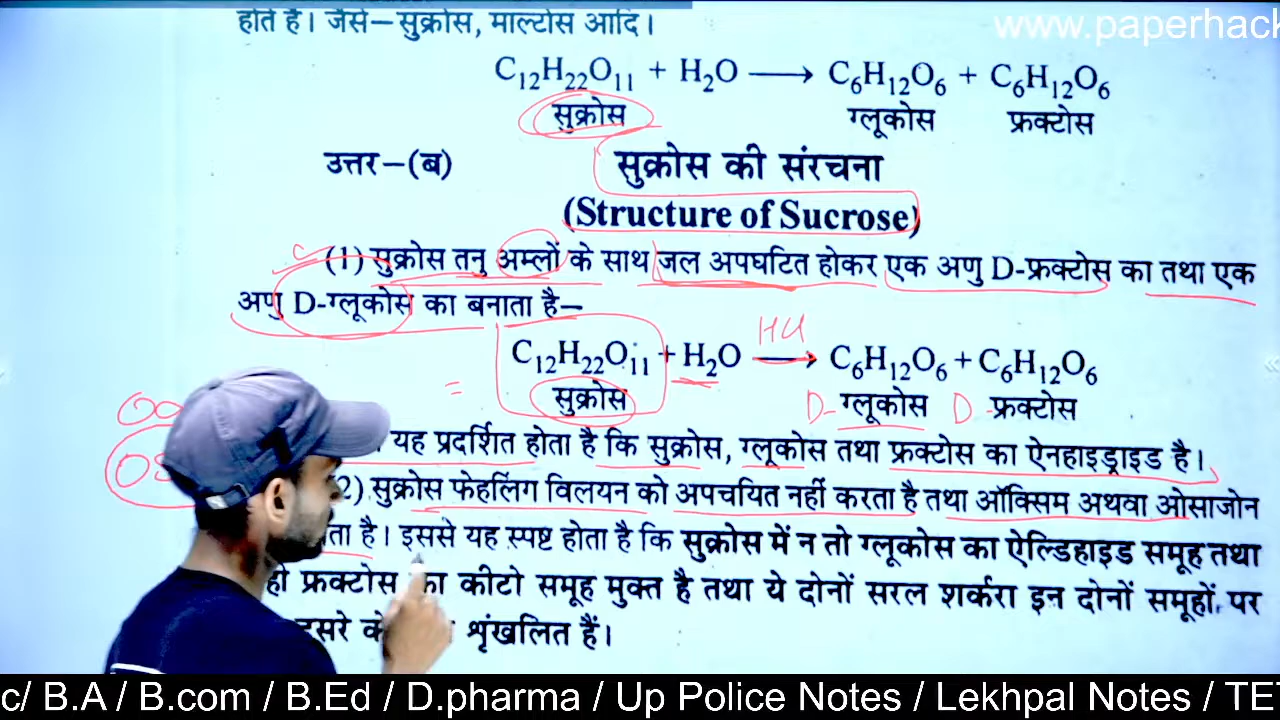 होते हैं। जैसे–सुक्रोस, माल्टोस आदि।
www.paperhack
C₁₂H₂₂O₁₁ + H₂O ⟶ C₆H₁₂O₆ + C₆H₁₂O₆
सुक्रोस ग्लूकोस फ्रक्टोस
उत्तर–(ब) सुक्रोस की संरचना
(Structure of Sucrose)
(1) सुक्रोस तनु अम्लों के साथ जल अपघटित होकर एक अणु D-फ्रक्टोस का तथा एक
अणु D-ग्लूकोस का बनाता है–
HCl
C₁₂H₂₂O₁₁ + H₂O ⟶ C₆H₁₂O₆ + C₆H₁₂O₆
सुक्रोस D- ग्लूकोस D - फ्रक्टोस
यह प्रदर्शित होता है कि सुक्रोस, ग्लूकोस तथा फ्रक्टोस का ऐनहाइड्राइड है।
2) सुक्रोस फेहलिंग विलयन को अपचयित नहीं करता है तथा ऑक्सिम अथवा ओसाजोन
है। इससे यह स्पष्ट होता है कि सुक्रोस में न तो ग्लूकोस का ऐल्डिहाइड समूह तथा
ही फ्रक्टोस का कीटो समूह मुक्त है तथा ये दोनों सरल शर्करा इन दोनों समूहों पर
शृंखलित हैं।
c/ B.A / B.com / B.Ed / D.pharma / Up Police Notes / Lekhpal Notes / TE